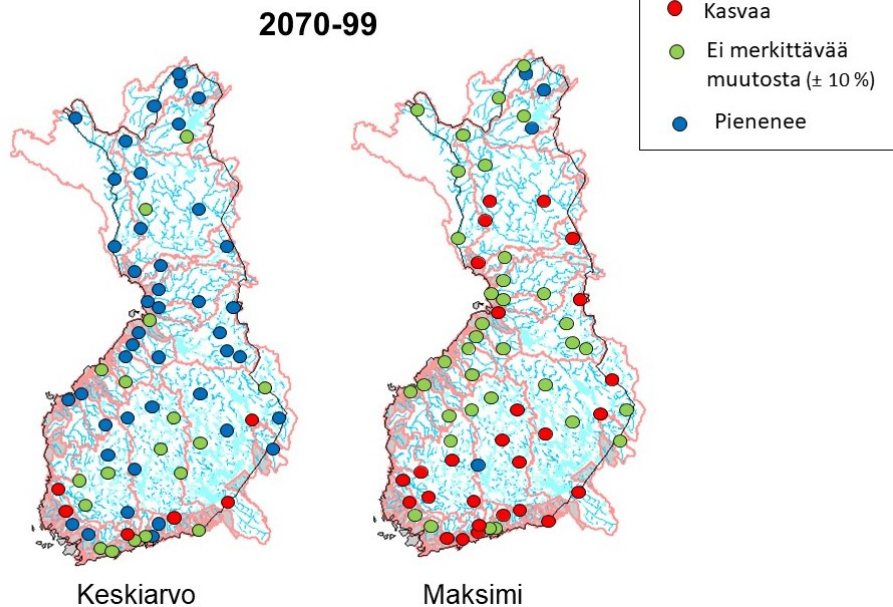 2070-99
Kasvaa
Ei merkittävää
muutosta (± 10 %)
Pienenee
Keskiarvo
Maksimi